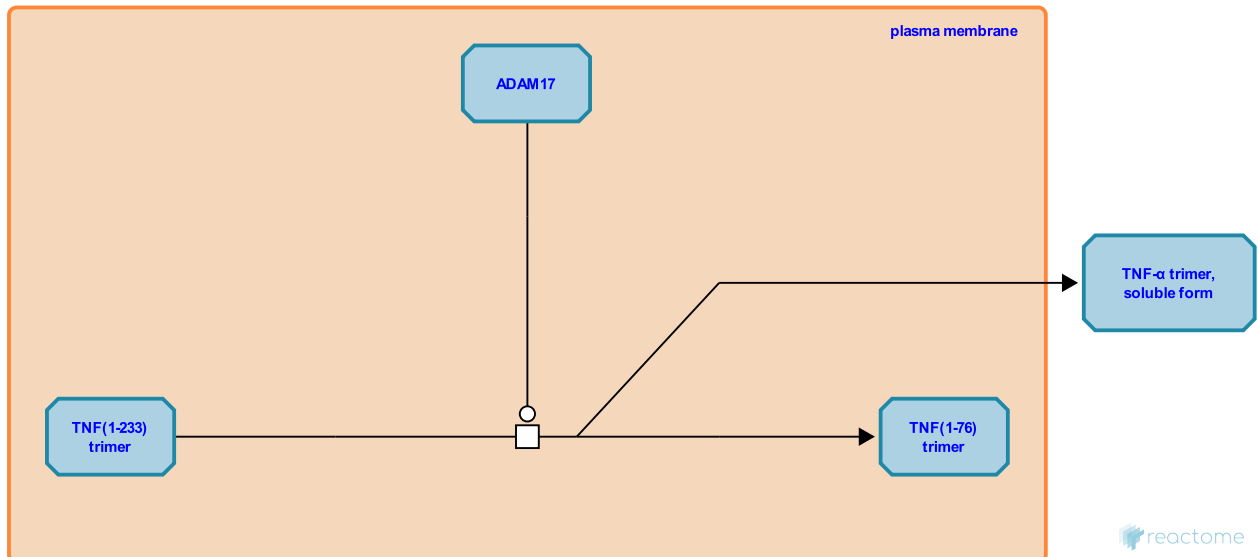 plasma membrane
ADAM17
TNF-α trimer,
soluble form
TNF(1-233)
trimer
TNF(1-76)
trimer
reactome